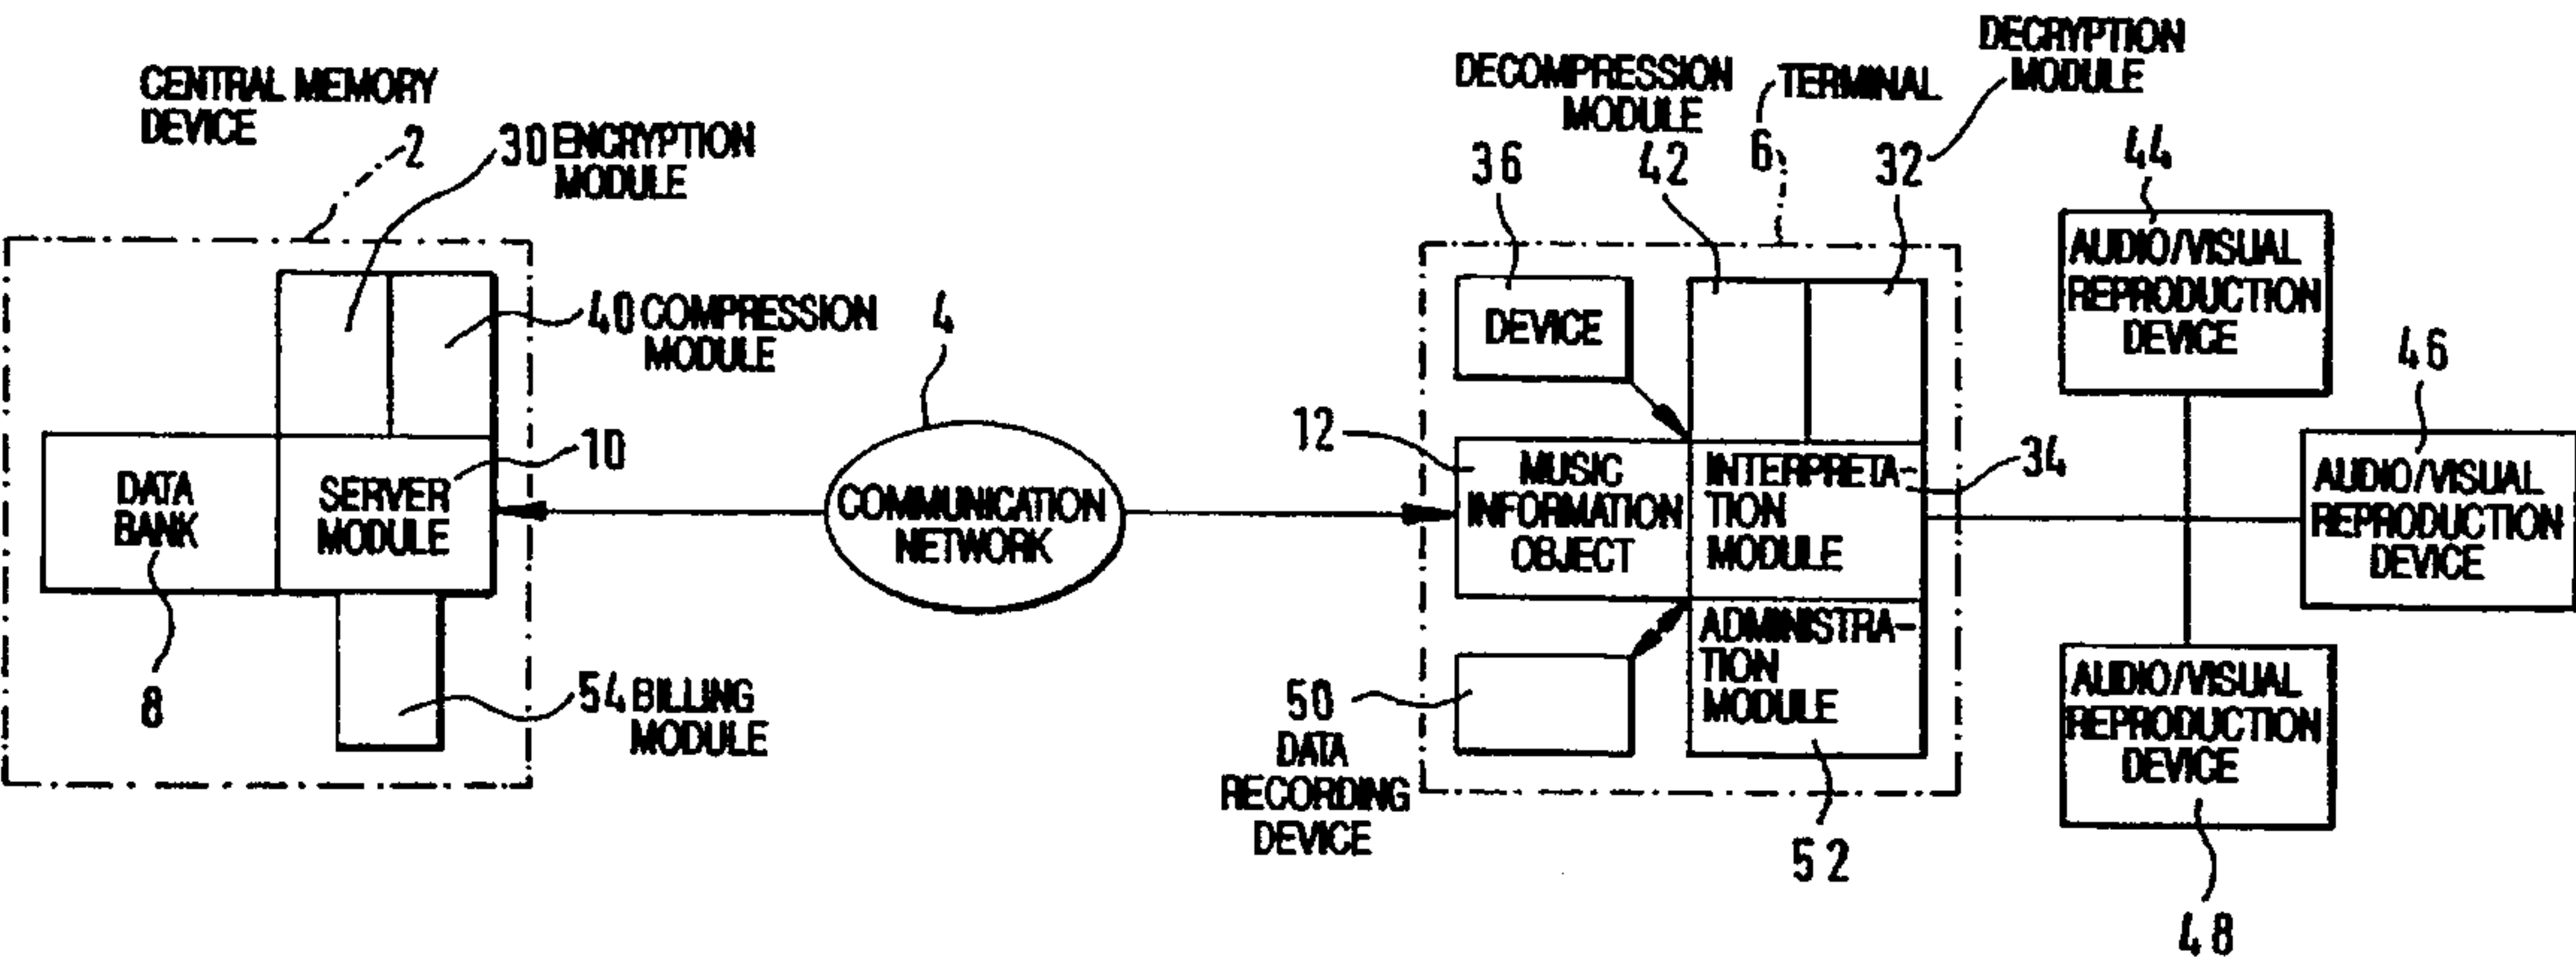 CENTRAL MEMORY
DEVICE
2
30 ENCRYPTION
MODULE
40 COMPRESSION
MODULE
DATA
BANK
8
SERVER
MODULE
10
54 BILLING
MODULE
4
COMMUNICATION
NETWORK
DECOMPRESSION
MODULE
42
6
TERMINAL
DECRYPTION
MODULE
32
36
DEVICE
12
MUSIC
INFORMATION
OBJECT
INTERPRETA-
TION
MODULE
34
ADMINISTRA-
TION
MODULE
52
50
DATA
RECORDING
DEVICE
44
AUDIO/VISUAL
REPRODUCTION
DEVICE
46
AUDIO/VISUAL
REPRODUCTION
DEVICE
AUDIO/VISUAL
REPRODUCTION
DEVICE
48